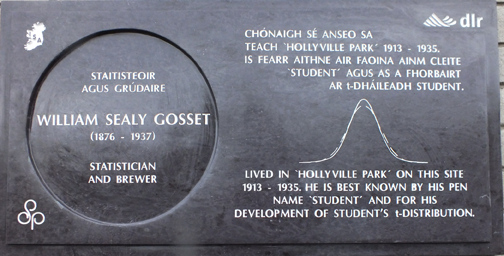 STAITISTEOIR
AGUS GRÚDAIRE
WILLIAM SEALY GOSSET
(1876 - 1937)
STATISTICIAN
AND BREWER
dlr
CHÓNAIGH SÉ ANSEO SA
TEACH `HOLLYVILLE PARK´ 1913 - 1935.
IS FEARR AITHNE AIR FAOINA AINM CLEITE
`STUDENT´ AGUS AS A FHORBAIRT
AR t-DHÁILEADH STUDENT.
LIVED IN `HOLLYVILLE PARK´ ON THIS SITE
1913 - 1935. HE IS BEST KNOWN BY HIS PEN
NAME `STUDENT´ AND FOR HIS
DEVELOPMENT OF STUDENT'S t-DISTRIBUTION.